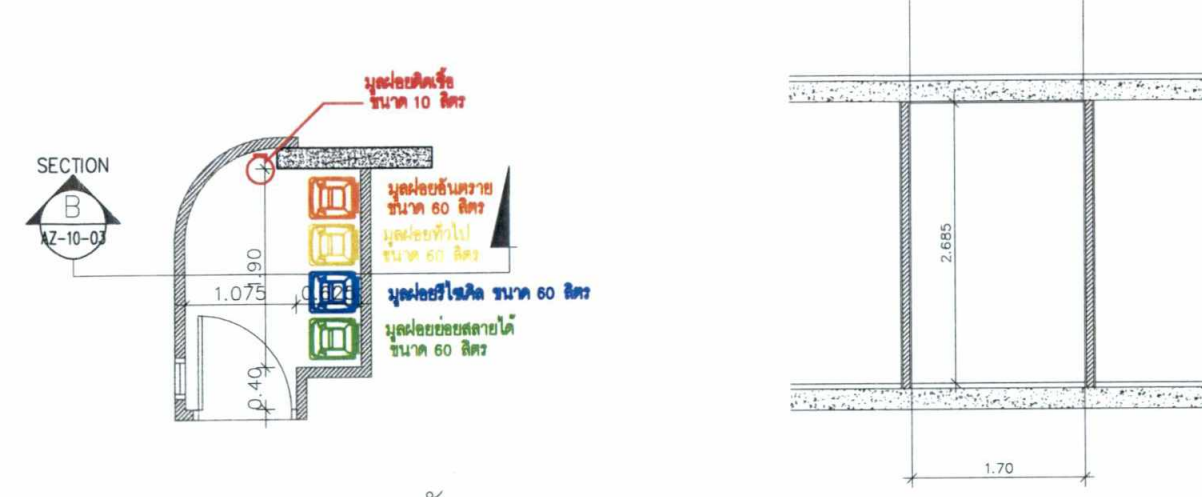 มูลฝอยติดเชื้อ
ขนาด 10 ลิตร
SECTION
B
AZ-10-03
มูลฝอยอันตราย
ขนาด 60 ลิตร
มูลฝอยทั่วไป
ขนาด 60 ลิตร
1.90
1.075
0.625
มูลฝอยรีไซเคิล ขนาด 60 ลิตร
มูลฝอยย่อยสลายได้
ขนาด 60 ลิตร
0.40
2.685
1.70